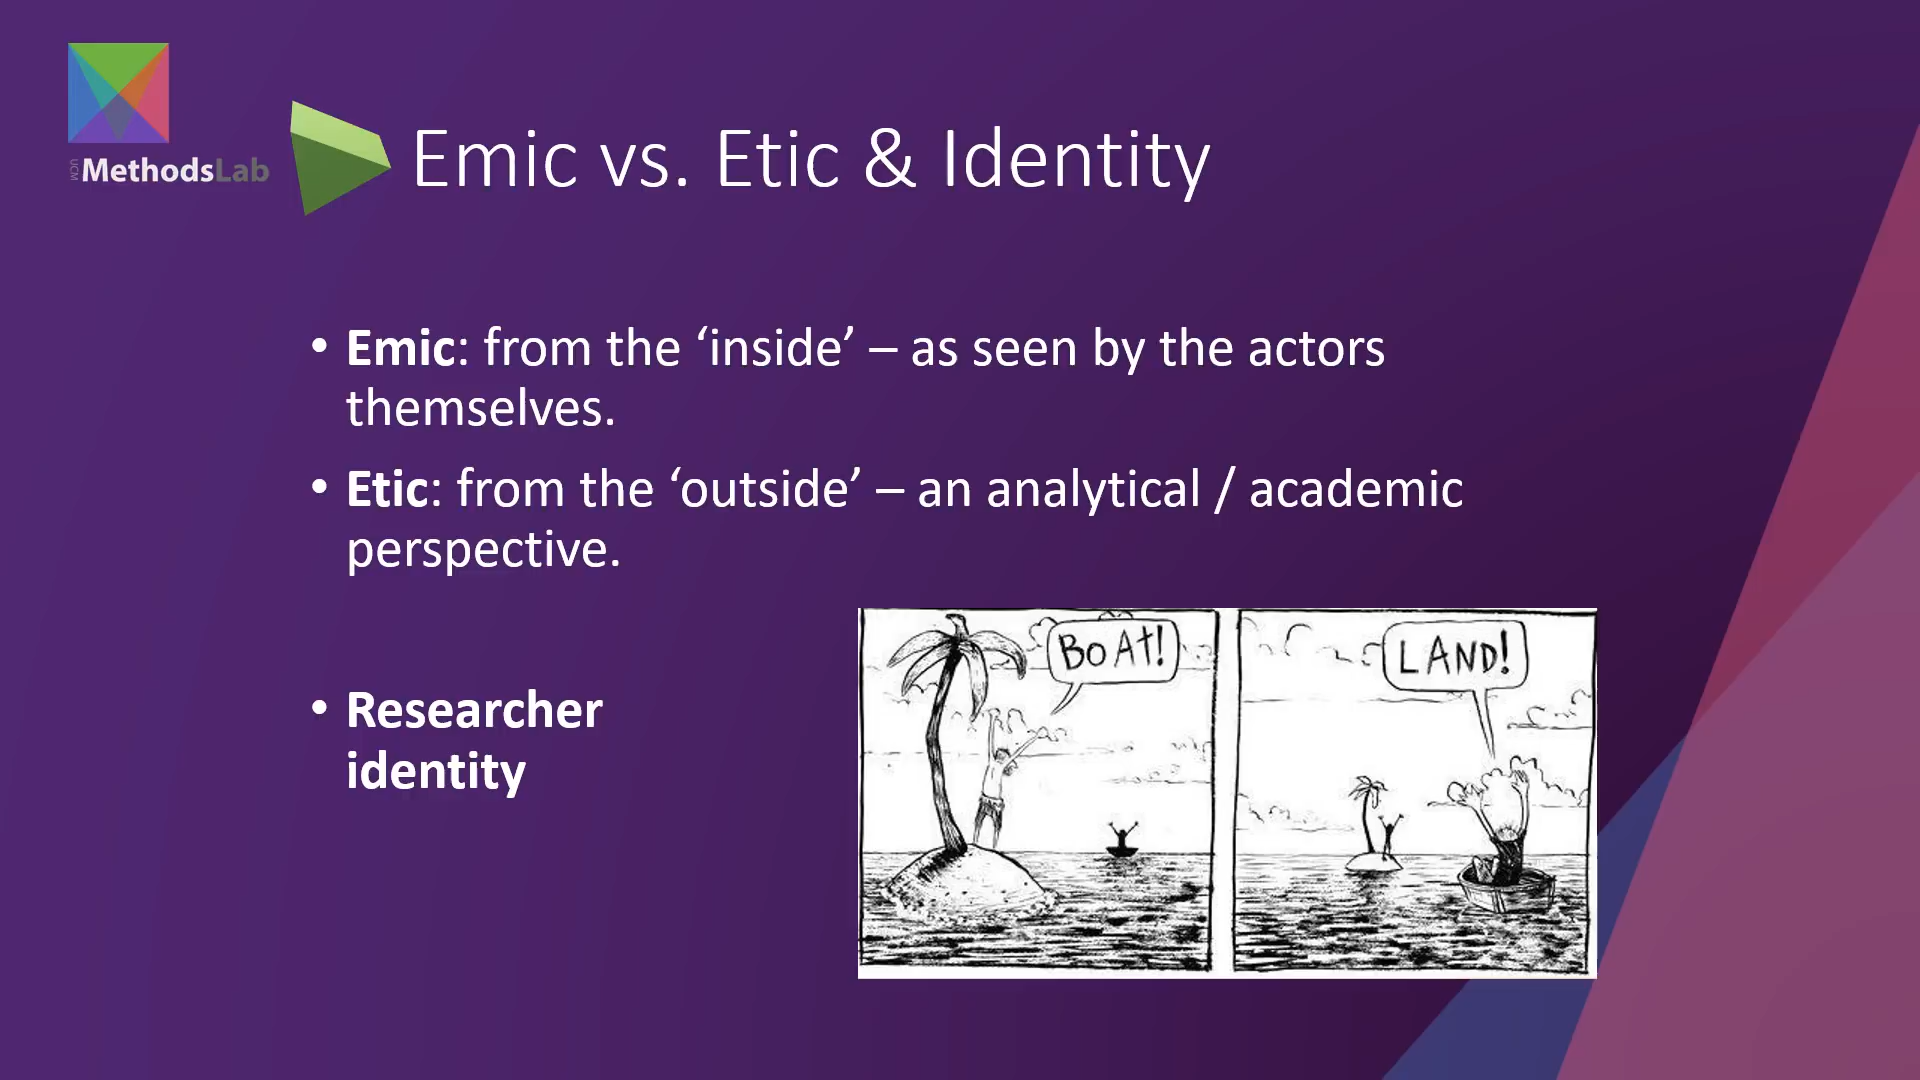 UCM MethodsLab
Emic vs. Etic & Identity
• Emic: from the ‘inside’ – as seen by the actors
themselves.
• Etic: from the ‘outside’ – an analytical / academic
perspective.
BOAt!
LAND!
• Researcher
identity